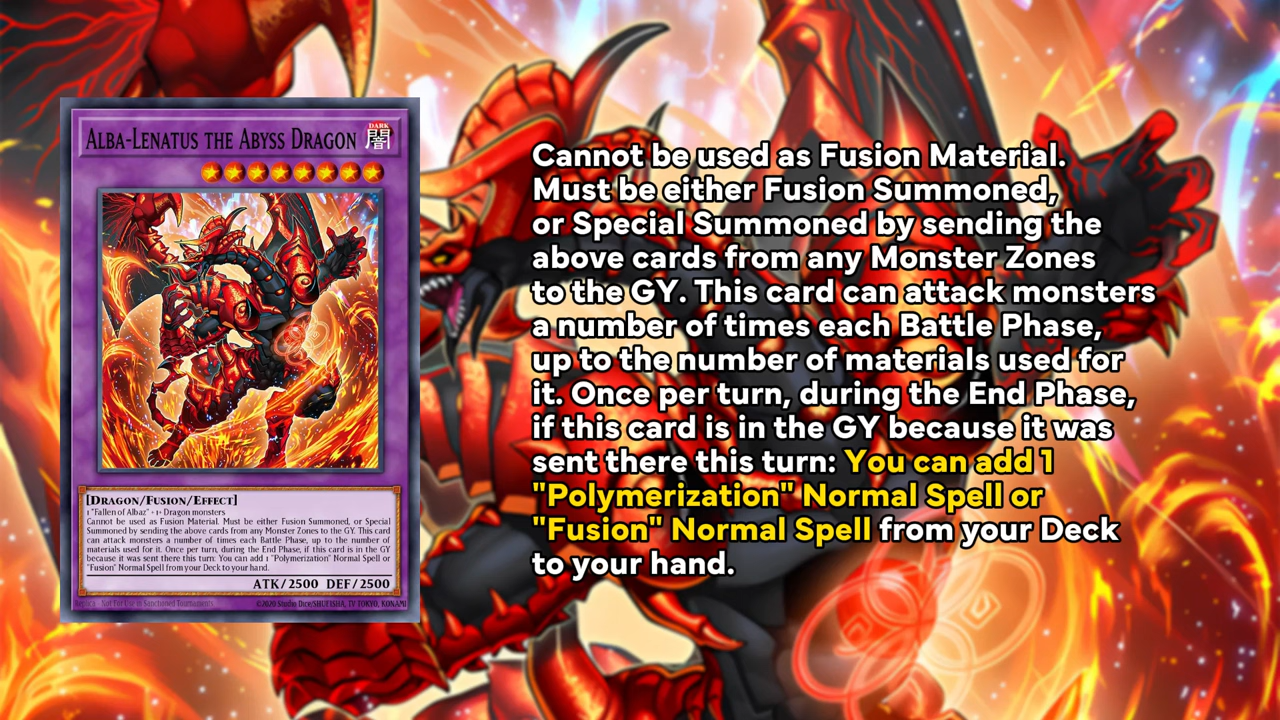 ALBA-LENATUS THE ABYSS DRAGON
DARK
闇
[DRAGON/FUSION/EFFECT]
1 "Fallen of Albaz" + 1+ Dragon monsters
Cannot be used as Fusion Material. Must be either Fusion Summoned, or Special
Summoned by sending the above cards from any Monster Zones to the GY. This card
can attack monsters a number of times each Battle Phase, up to the number of
materials used for it. Once per turn, during the End Phase, if this card is in the GY
because it was sent there this turn: You can add 1 "Polymerization" Normal Spell or
"Fusion" Normal Spell from your Deck to your hand.
ATK/2500 DEF/2500
Replica - Not For Use in Sanctioned Tournaments
©2020 Studio Dice/SHUEISHA, TV TOKYO, KONAMI
Cannot be used as Fusion Material.
Must be either Fusion Summoned,
or Special Summoned by sending the
above cards from any Monster Zones
to the GY. This card can attack monsters
a number of times each Battle Phase,
up to the number of materials used for
it. Once per turn, during the End Phase,
if this card is in the GY because it was
sent there this turn: You can add 1
"Polymerization" Normal Spell or
"Fusion" Normal Spell from your Deck
to your hand.